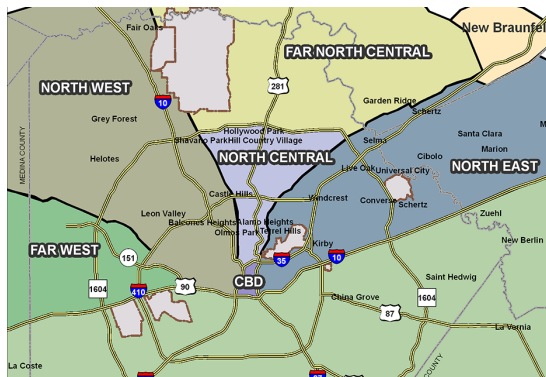 Fair Oaks
New Braunfel
FAR NORTH CENTRAL
NORTH WEST
281
10
Garden Ridge
Schertz
Grey Forest
Hollywood Park
Santa Clara
Shavano Park
Hill Country Village
Selma
Marion
MEDINA COUNTY
Helotes
NORTH CENTRAL
Cibolo
Live Oak
Universal City
NORTH EAST
Castle Hills
Windcrest
Converse
Schertz
Leon Valley
Zuehl
Balcones Heights
Alamo Heights
Olmos Park
Terrel Hills
Kirby
New Berlin
FAR WEST
151
35
10
Saint Hedwig
CBD
1604
410
90
China Grove
1604
87
La Vernia
La Coste
COUNTY